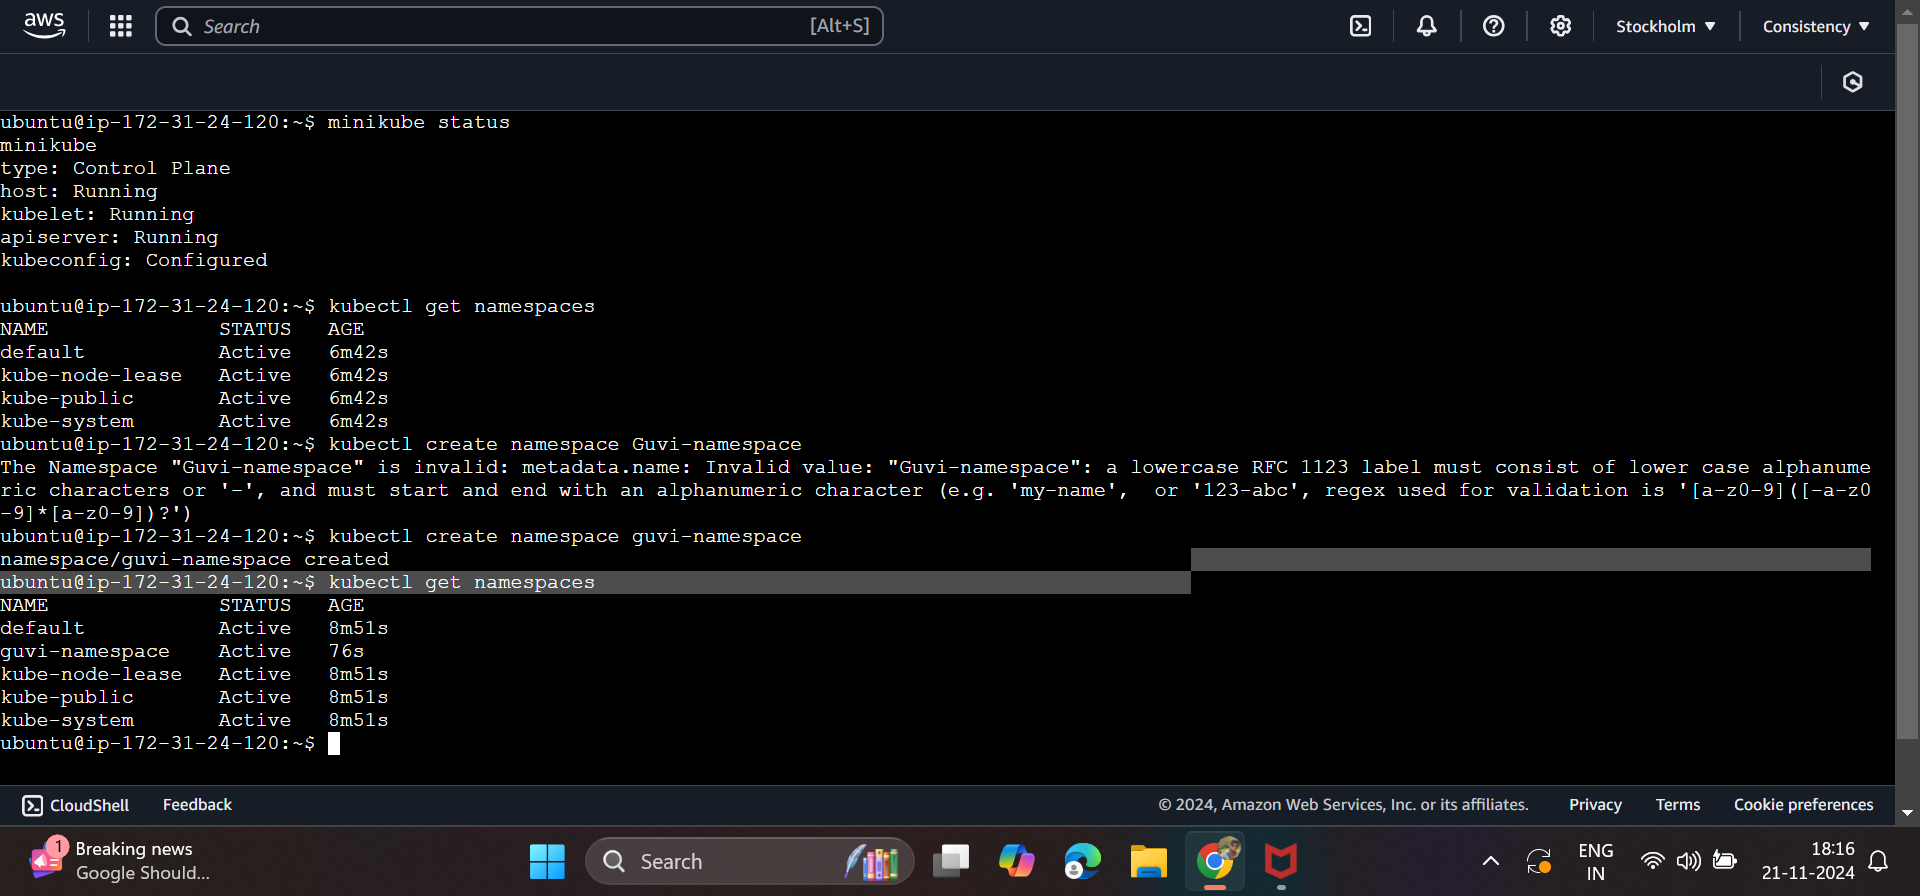 aws
Search [Alt+S]
Stockholm
Consistency
ubuntu@ip-172-31-24-120:~$ minikube status
minikube
type: Control Plane
host: Running
kubelet: Running
apiserver: Running
kubeconfig: Configured
ubuntu@ip-172-31-24-120:~$ kubectl get namespaces
NAME STATUS AGE
default Active 6m42s
kube-node-lease Active 6m42s
kube-public Active 6m42s
kube-system Active 6m42s
ubuntu@ip-172-31-24-120:~$ kubectl create namespace Guvi-namespace
The Namespace "Guvi-namespace" is invalid: metadata.name: Invalid value: "Guvi-namespace": a lowercase RFC 1123 label must consist of lower case alphanume
ric characters or '-', and must start and end with an alphanumeric character (e.g. 'my-name',  or '123-abc', regex used for validation is '[a-z0-9]([-a-z0
-9]*[a-z0-9])?')
ubuntu@ip-172-31-24-120:~$ kubectl create namespace guvi-namespace
namespace/guvi-namespace created
ubuntu@ip-172-31-24-120:~$ kubectl get namespaces
NAME STATUS AGE
default Active 8m51s
guvi-namespace Active 76s
kube-node-lease Active 8m51s
kube-public Active 8m51s
kube-system Active 8m51s
ubuntu@ip-172-31-24-120:~$
CloudShell Feedback © 2024, Amazon Web Services, Inc. or its affiliates. Privacy Terms Cookie preferences
1
Breaking news
Google Should...
Search
ENG
IN
18:16
21-11-2024